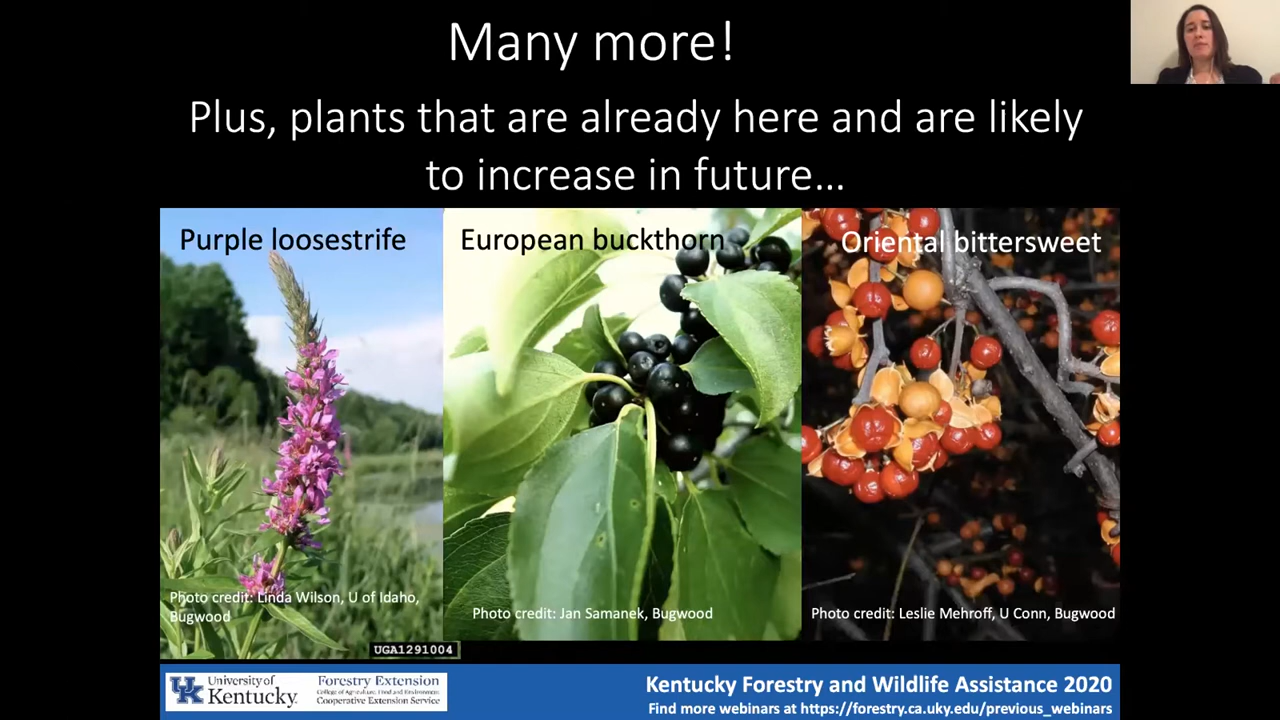 Many more!
Plus, plants that are already here and are likely
to increase in future...
Purple loosestrife
European buckthorn
Oriental bittersweet
Photo credit: Linda Wilson, U of Idaho,
Bugwood
Photo credit: Jan Samanek, Bugwood
Photo credit: Leslie Mehroff, U Conn, Bugwood
UGA1291004
UK
University of
Kentucky.
Forestry Extension
College of Agriculture, Food and Environment
Cooperative Extension Service
Kentucky Forestry and Wildlife Assistance 2020
Find more webinars at https://forestry.ca.uky.edu/previous_webinars